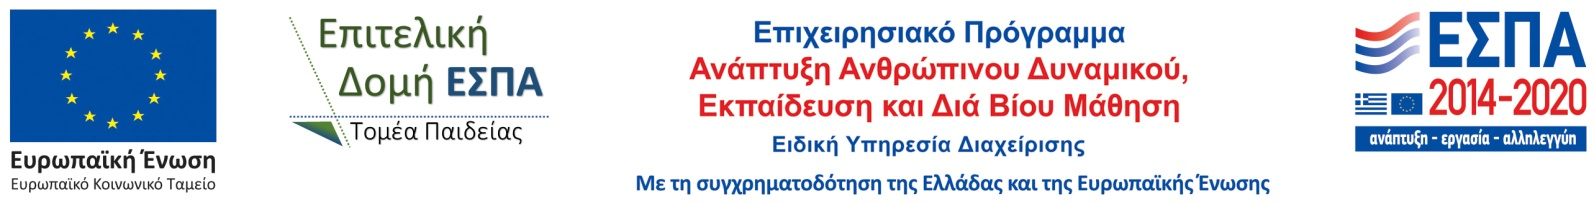 Ευρωπαϊκή Ένωση
Ευρωπαϊκό Κοινωνικό Ταμείο
Επιτελική
Δομή ΕΣΠΑ
Τομέα Παιδείας
Επιχειρησιακό Πρόγραμμα
Ανάπτυξη Ανθρώπινου Δυναμικού,
Εκπαίδευση και Διά Βίου Μάθηση
Ειδική Υπηρεσία Διαχείρισης
Με τη συγχρηματοδότηση της Ελλάδας και της Ευρωπαϊκής Ένωσης
ΕΣΠΑ
2014-2020
ανάπτυξη - εργασία - αλληλεγγύη